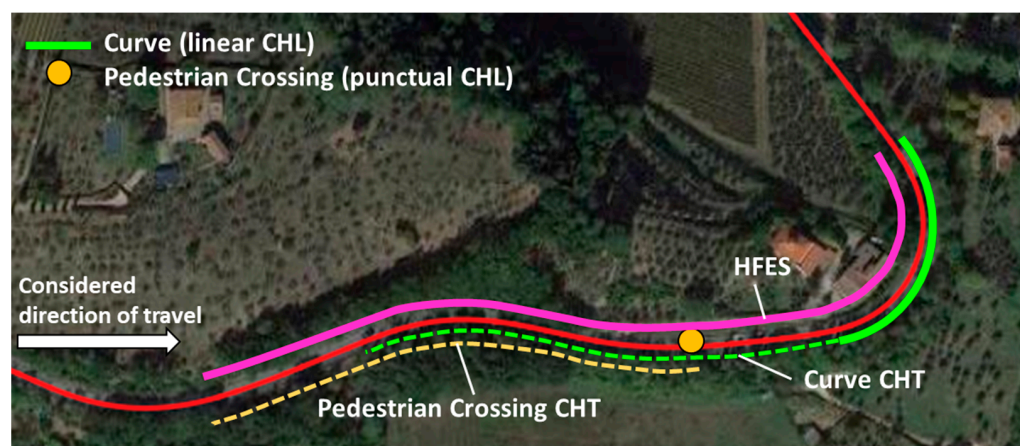 Curve (linear CHL)
Pedestrian Crossing (punctual CHL)
HFES
Considered
direction of travel
Curve CHT
Pedestrian Crossing CHT